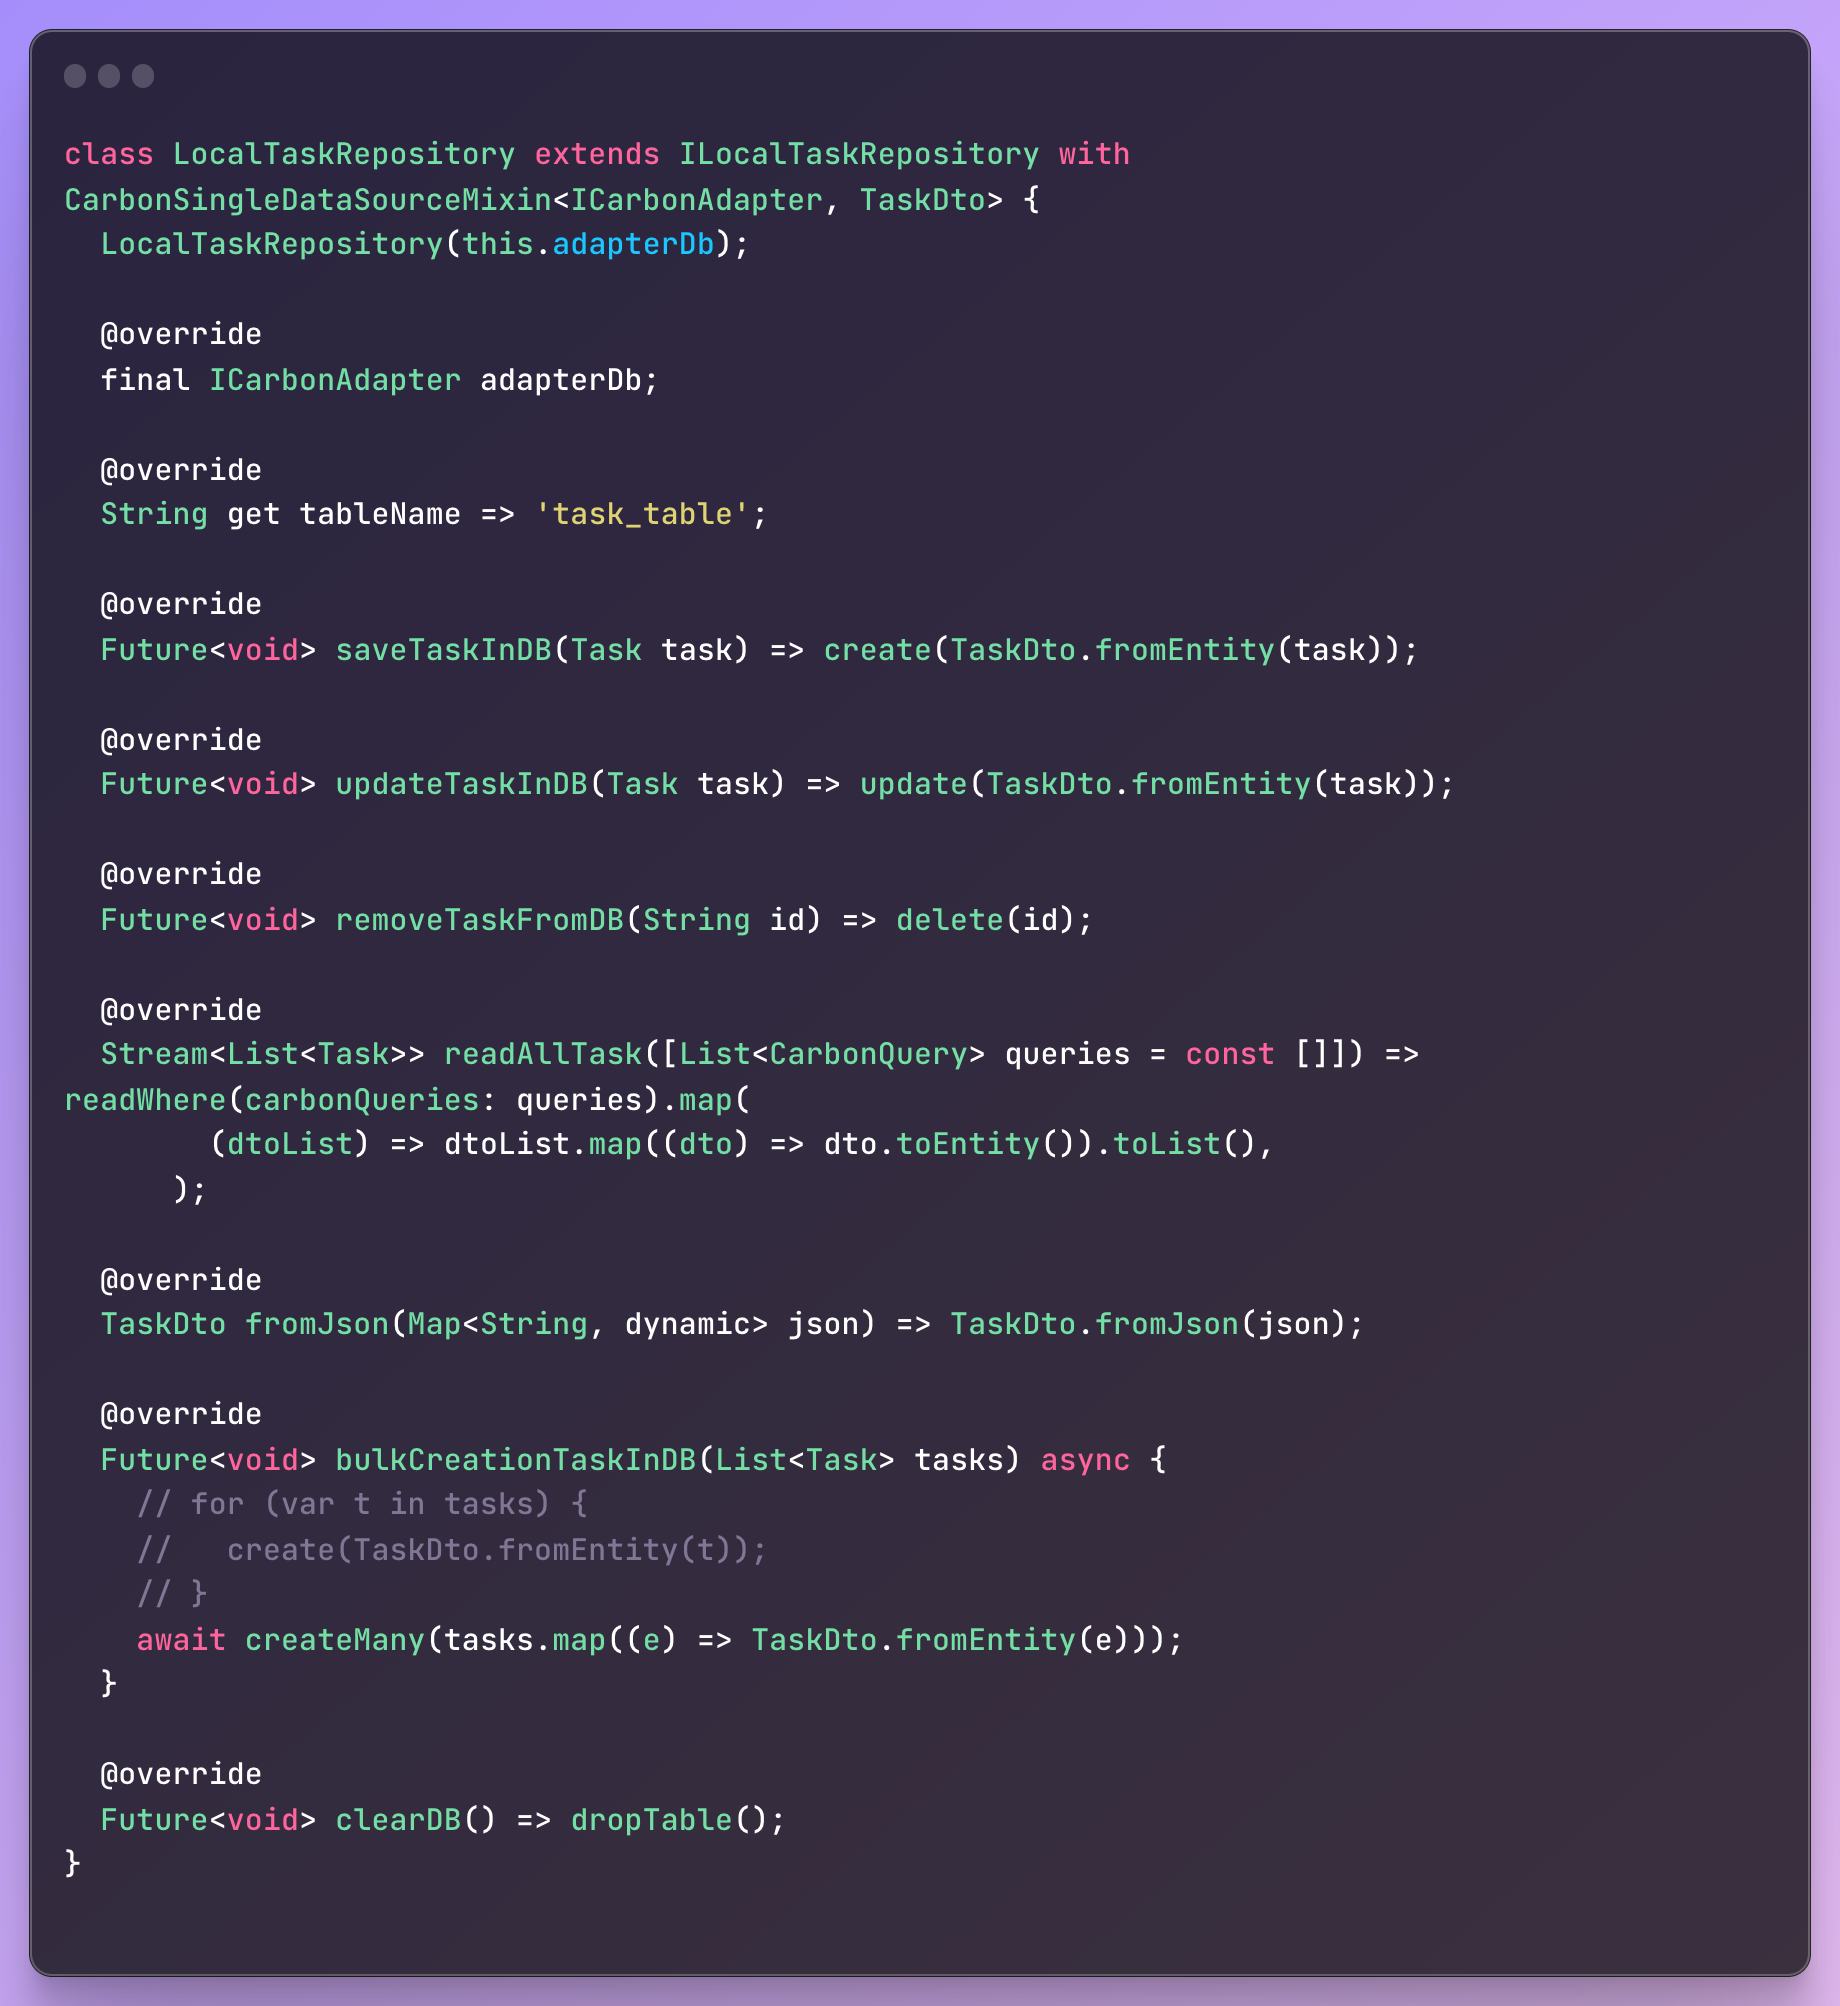 class LocalTaskRepository extends ILocalTaskRepository with
CarbonSingleDataSourceMixin<ICarbonAdapter, TaskDto> {
  LocalTaskRepository(this.adapterDb);

  @override
  final ICarbonAdapter adapterDb;

  @override
  String get tableName => 'task_table';

  @override
  Future<void> saveTaskInDB(Task task) => create(TaskDto.fromEntity(task));

  @override
  Future<void> updateTaskInDB(Task task) => update(TaskDto.fromEntity(task));

  @override
  Future<void> removeTaskFromDB(String id) => delete(id);

  @override
  Stream<List<Task>> readAllTask([List<CarbonQuery> queries = const []]) =>
readWhere(carbonQueries: queries).map(
        (dtoList) => dtoList.map((dto) => dto.toEntity()).toList(),
      );

  @override
  TaskDto fromJson(Map<String, dynamic> json) => TaskDto.fromJson(json);

  @override
  Future<void> bulkCreationTaskInDB(List<Task> tasks) async {
    // for (var t in tasks) {
    //   create(TaskDto.fromEntity(t));
    // }
    await createMany(tasks.map((e) => TaskDto.fromEntity(e)));
  }

  @override
  Future<void> clearDB() => dropTable();
}